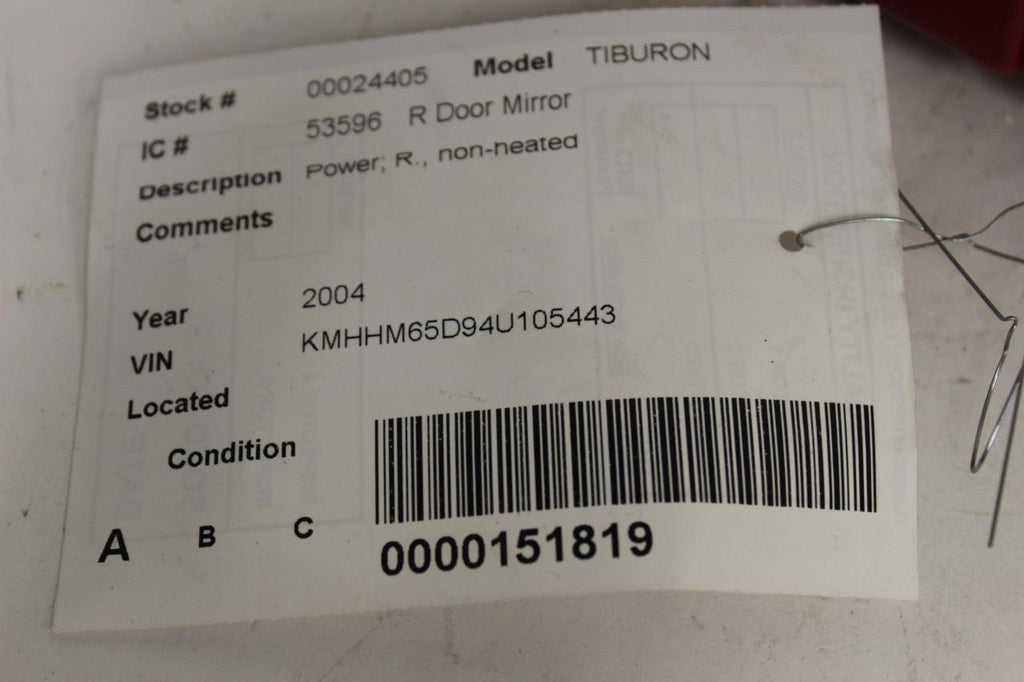 Stock # 00024405 Model TIBURON
IC # 53596 R Door Mirror
Description Power; R., non-heated
Comments
Year 2004
VIN KMHHM65D94U105443
Located
Condition
A B C
0000151819